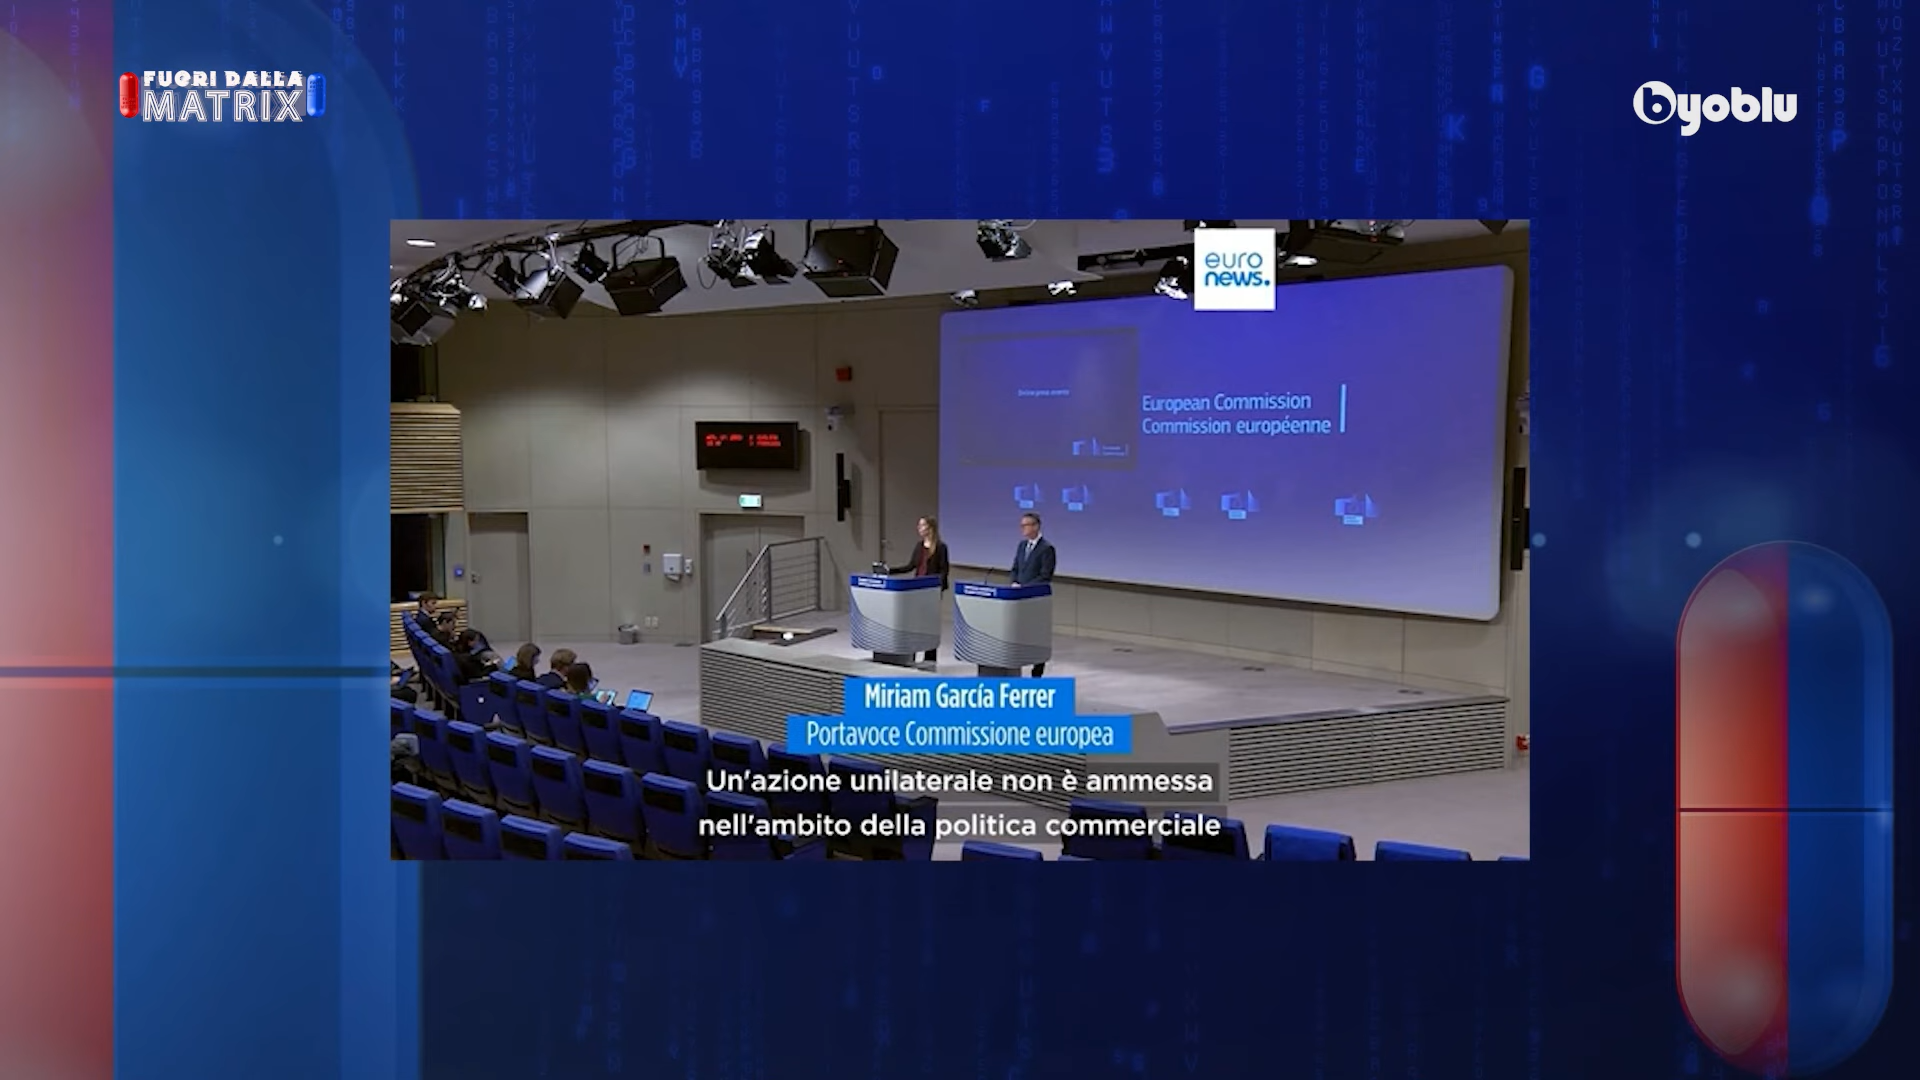 FUORI DALLA
MATRIX
byoblu
euro
news.
European Commission
Commission européenne
Miriam García Ferrer
Portavoce Commissione europea
Un'azione unilaterale non è ammessa
nell'ambito della politica commerciale